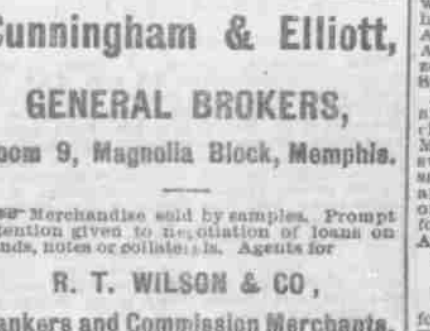 Cunningham & Elliott,
GENERAL BROKERS,
oom 9, Magnolia Block, Memphis.
Merchandise sold by samples. Prompt
tention given to negotiation of loans on
nds, notes or collaterals. Agents for
R. T. WILSON & CO,
ankers and Commission Merchants.